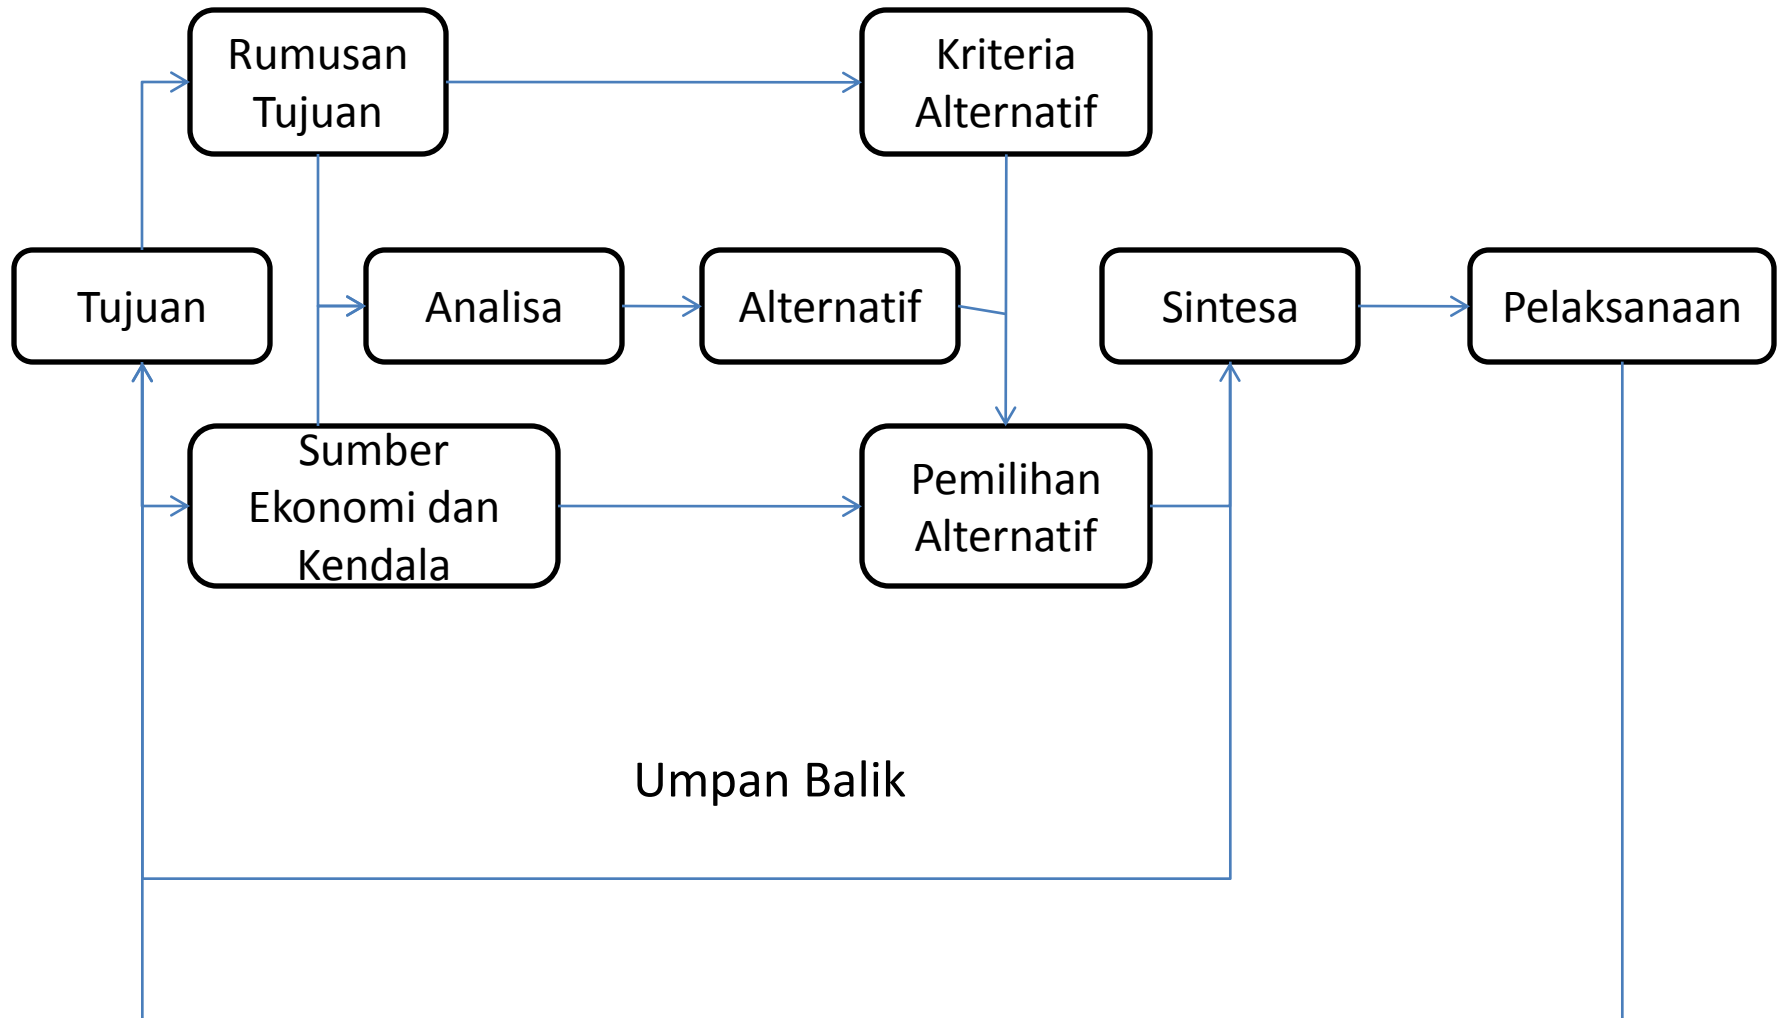 Rumusan
Tujuan
Kriteria
Alternatif
Tujuan
Analisa
Alternatif
Sintesa
Pelaksanaan
Sumber
Ekonomi dan
Kendala
Pemilihan
Alternatif
Umpan Balik